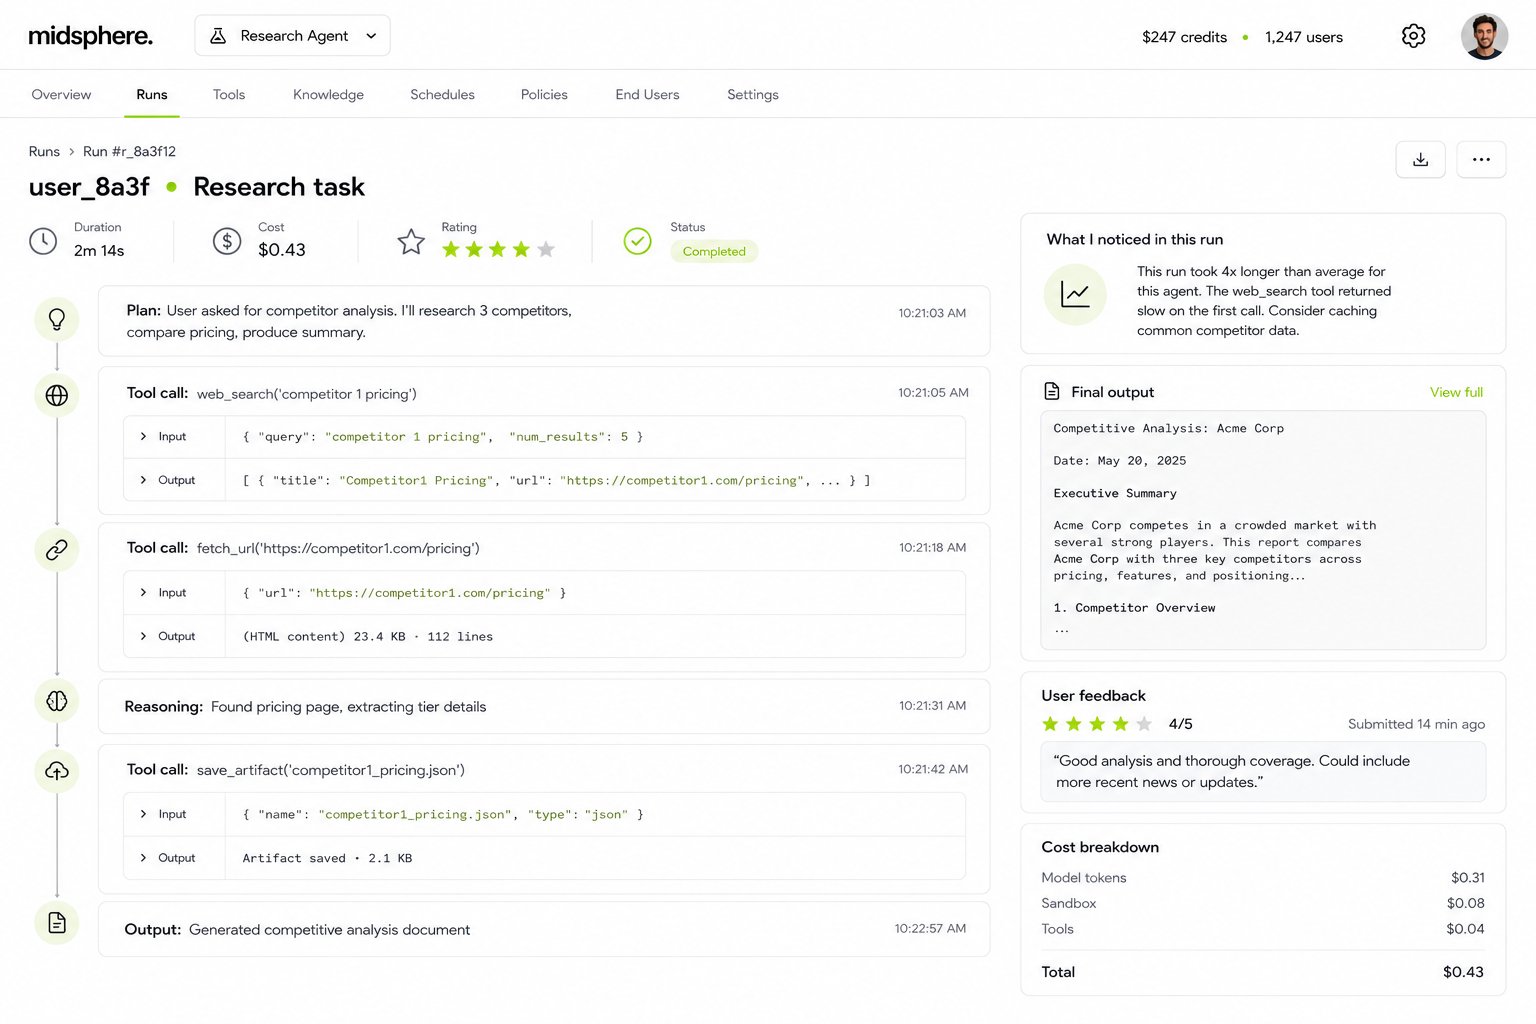 midsphere.
Research Agent
$247 credits • 1,247 users
Overview
Runs
Tools
Knowledge
Schedules
Policies
End Users
Settings
Runs > Run #r_8a3f12
user_8a3f • Research task
Duration
2m 14s
Cost
$0.43
Rating
Status
Completed
Plan: User asked for competitor analysis. I'll research 3 competitors,
compare pricing, produce summary.
10:21:03 AM
Tool call: web_search('competitor 1 pricing')
10:21:05 AM
Input
{ "query": "competitor 1 pricing", "num_results": 5 }
Output
[ { "title": "Competitor1 Pricing", "url": "https://competitor1.com/pricing", ... } ]
Tool call: fetch_url('https://competitor1.com/pricing')
10:21:18 AM
Input
{ "url": "https://competitor1.com/pricing" }
Output
(HTML content) 23.4 KB · 112 lines
Reasoning: Found pricing page, extracting tier details
10:21:31 AM
Tool call: save_artifact('competitor1_pricing.json')
10:21:42 AM
Input
{ "name": "competitor1_pricing.json", "type": "json" }
Output
Artifact saved • 2.1 KB
Output: Generated competitive analysis document
10:22:57 AM
What I noticed in this run
This run took 4x longer than average for
this agent. The web_search tool returned
slow on the first call. Consider caching
common competitor data.
Final output
View full
Competitive Analysis: Acme Corp
Date: May 20, 2025
Executive Summary
Acme Corp competes in a crowded market with
several strong players. This report compares
Acme Corp with three key competitors across
pricing, features, and positioning...
1. Competitor Overview
...
User feedback
4/5
Submitted 14 min ago
“Good analysis and thorough coverage. Could include
more recent news or updates.”
Cost breakdown
Model tokens
$0.31
Sandbox
$0.08
Tools
$0.04
Total
$0.43